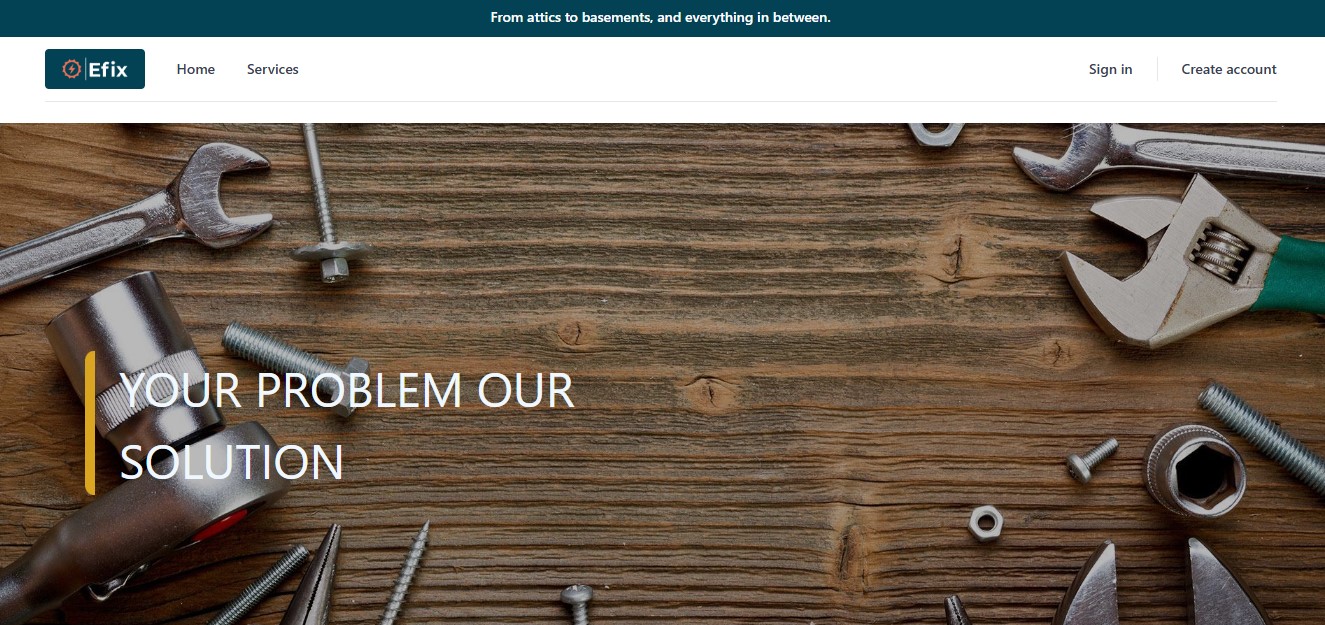 From attics to basements, and everything in between.
Efix
Home
Services
Sign in
Create account
YOUR PROBLEM OUR
SOLUTION